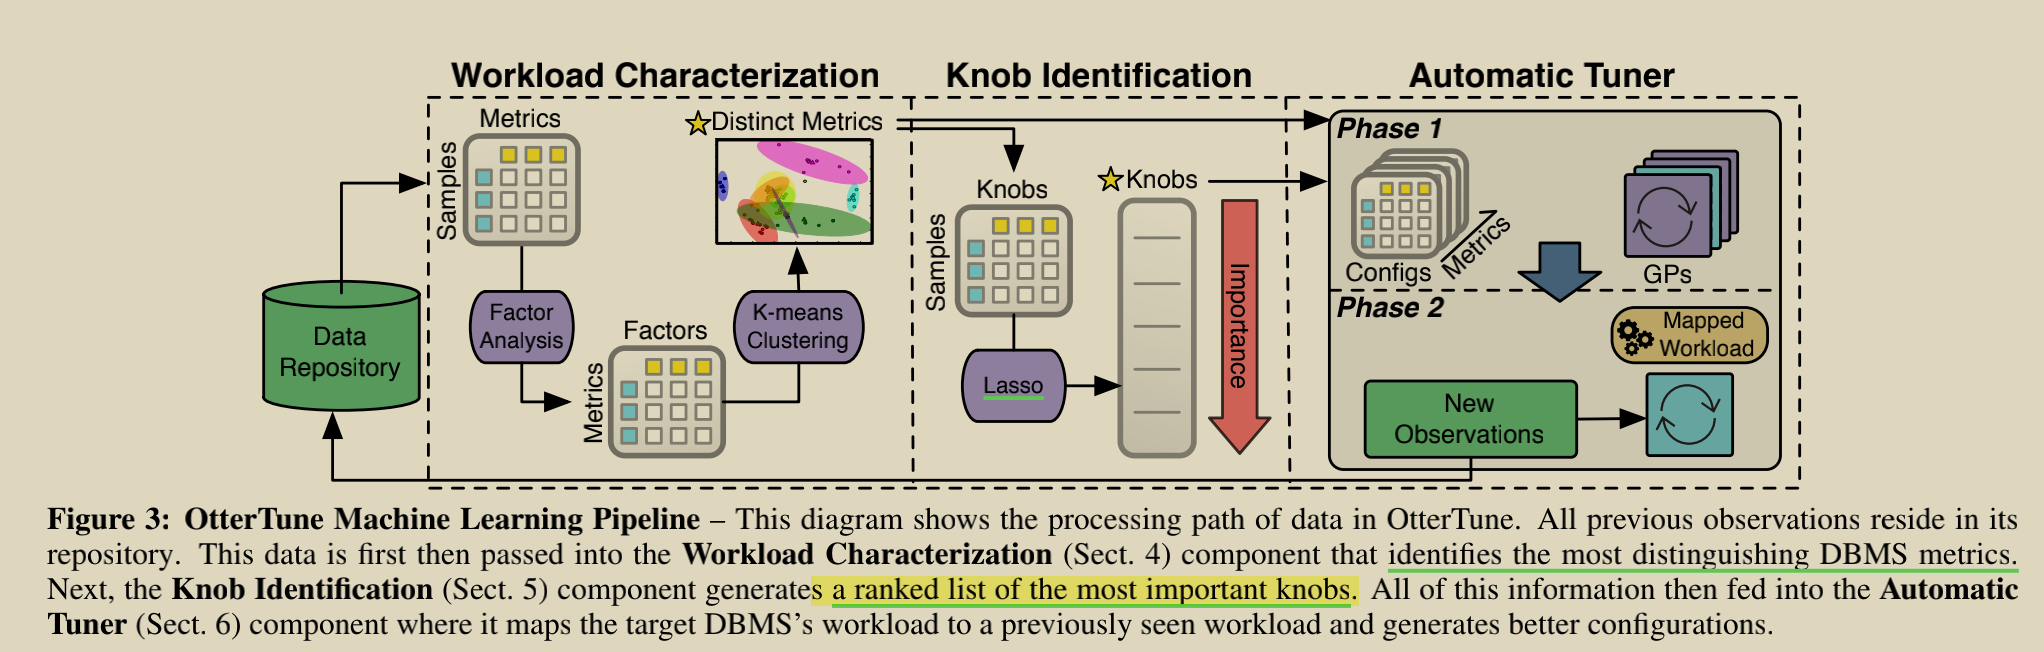 Workload Characterization
Knob Identification
Automatic Tuner
Metrics
Samples
Distinct Metrics
Factor
Analysis
Factors
Metrics
K-means
Clustering
Data
Repository
Knobs
Samples
Lasso
Knobs
Importance
Phase 1
Configs
Metrics
GPs
Phase 2
Mapped
Workload
New
Observations
Figure 3: OtterTune Machine Learning Pipeline – This diagram shows the processing path of data in OtterTune. All previous observations reside in its
repository. This data is first then passed into the Workload Characterization (Sect. 4) component that identifies the most distinguishing DBMS metrics.
Next, the Knob Identification (Sect. 5) component generates a ranked list of the most important knobs. All of this information then fed into the Automatic
Tuner (Sect. 6) component where it maps the target DBMS's workload to a previously seen workload and generates better configurations.